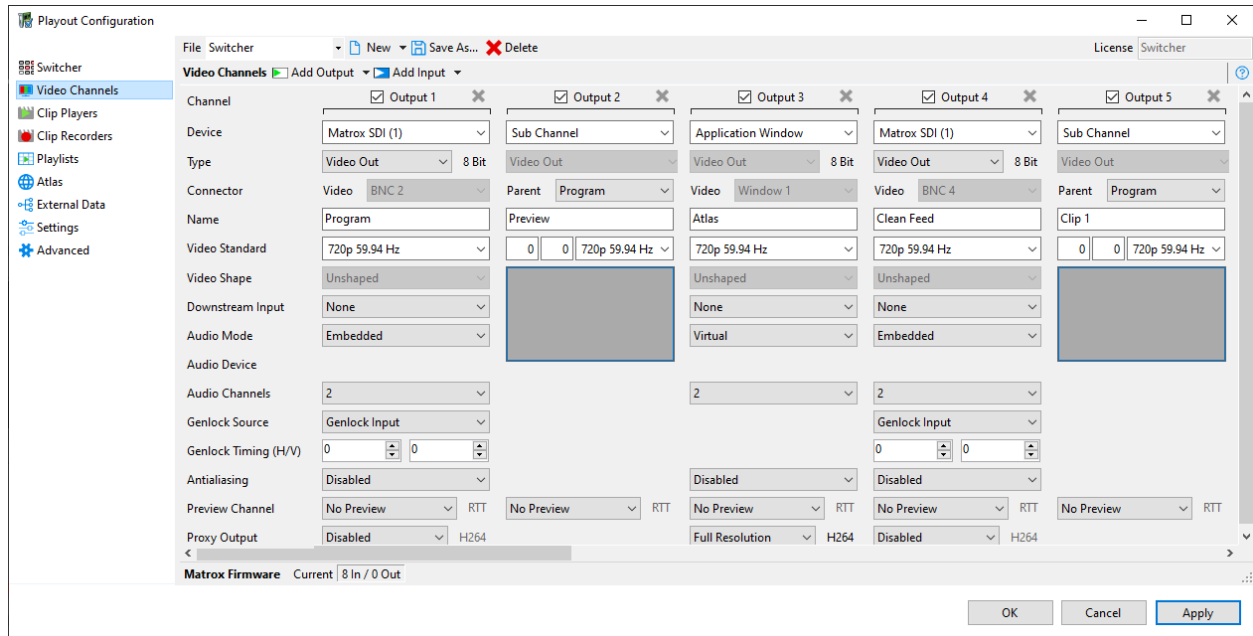 Playout Configuration
File Switcher New Save As... Delete License Switcher
Switcher
Video Channels
Clip Players
Clip Recorders
Playlists
Atlas
External Data
Settings
Advanced
Video Channels Add Output Add Input
Channel Output 1 Output 2 Output 3 Output 4 Output 5
Device Matrox SDI (1) Sub Channel Application Window Matrox SDI (1) Sub Channel
Type Video Out 8 Bit Video Out Video Out 8 Bit Video Out 8 Bit Video Out
Connector Video BNC 2 Parent Program Video Window 1 Video BNC 4 Parent Program
Name Program Preview Atlas Clean Feed Clip 1
Video Standard 720p 59.94 Hz 0 0 720p 59.94 Hz 720p 59.94 Hz 720p 59.94 Hz 0 0 720p 59.94 Hz
Video Shape Unshaped Unshaped Unshaped
Downstream Input None None None
Audio Mode Embedded Virtual Embedded
Audio Device
Audio Channels 2 2 2
Genlock Source Genlock Input Genlock Input
Genlock Timing (H/V) 0 0 0 0
Antialiasing Disabled Disabled Disabled
Preview Channel No Preview RTT No Preview RTT No Preview RTT No Preview RTT No Preview RTT
Proxy Output Disabled H264 Full Resolution H264 Disabled H264
Matrox Firmware Current 8 In / 0 Out
OK Cancel Apply